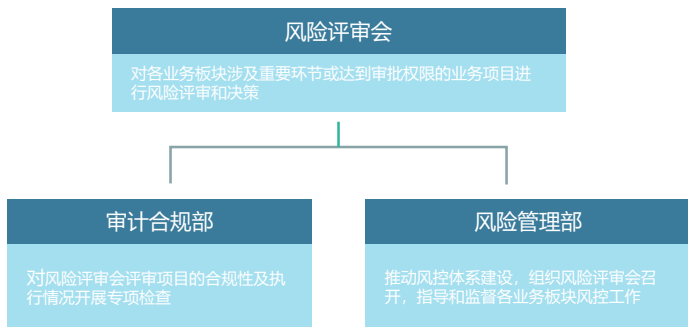 风险评审会
对各业务板块涉及重要环节或达到审批权限的业务项目进
行风险评审和决策
审计合规部
对风险评审会评审项目的合规性及执
行情况开展专项检查
风险管理部
推动风控体系建设，组织风险评审会召
开，指导和监督各业务板块风控工作